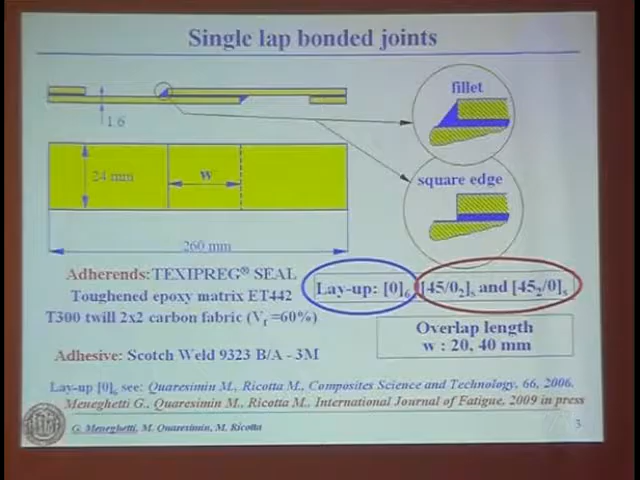 Single lap bonded joints
fillet
1.6
24 mm
w
square edge
260 mm
Adherends: TEXIPREG® SEAL
Toughened epoxy matrix ET442
T300 twill 2x2 carbon fabric (Vf =60%)
Lay-up: [0]6 [45/02]s and [452/0]s
Overlap length
w : 20, 40 mm
Adhesive: Scotch Weld 9323 B/A - 3M
Lay-up [0]6 see: Quaresimin M., Ricotta M., Composites Science and Technology, 66, 2006.
Meneghetti G., Quaresimin M., Ricotta M., International Journal of Fatigue, 2009 in press
G. Meneghetti, M. Quaresimin, M. Ricotta
3